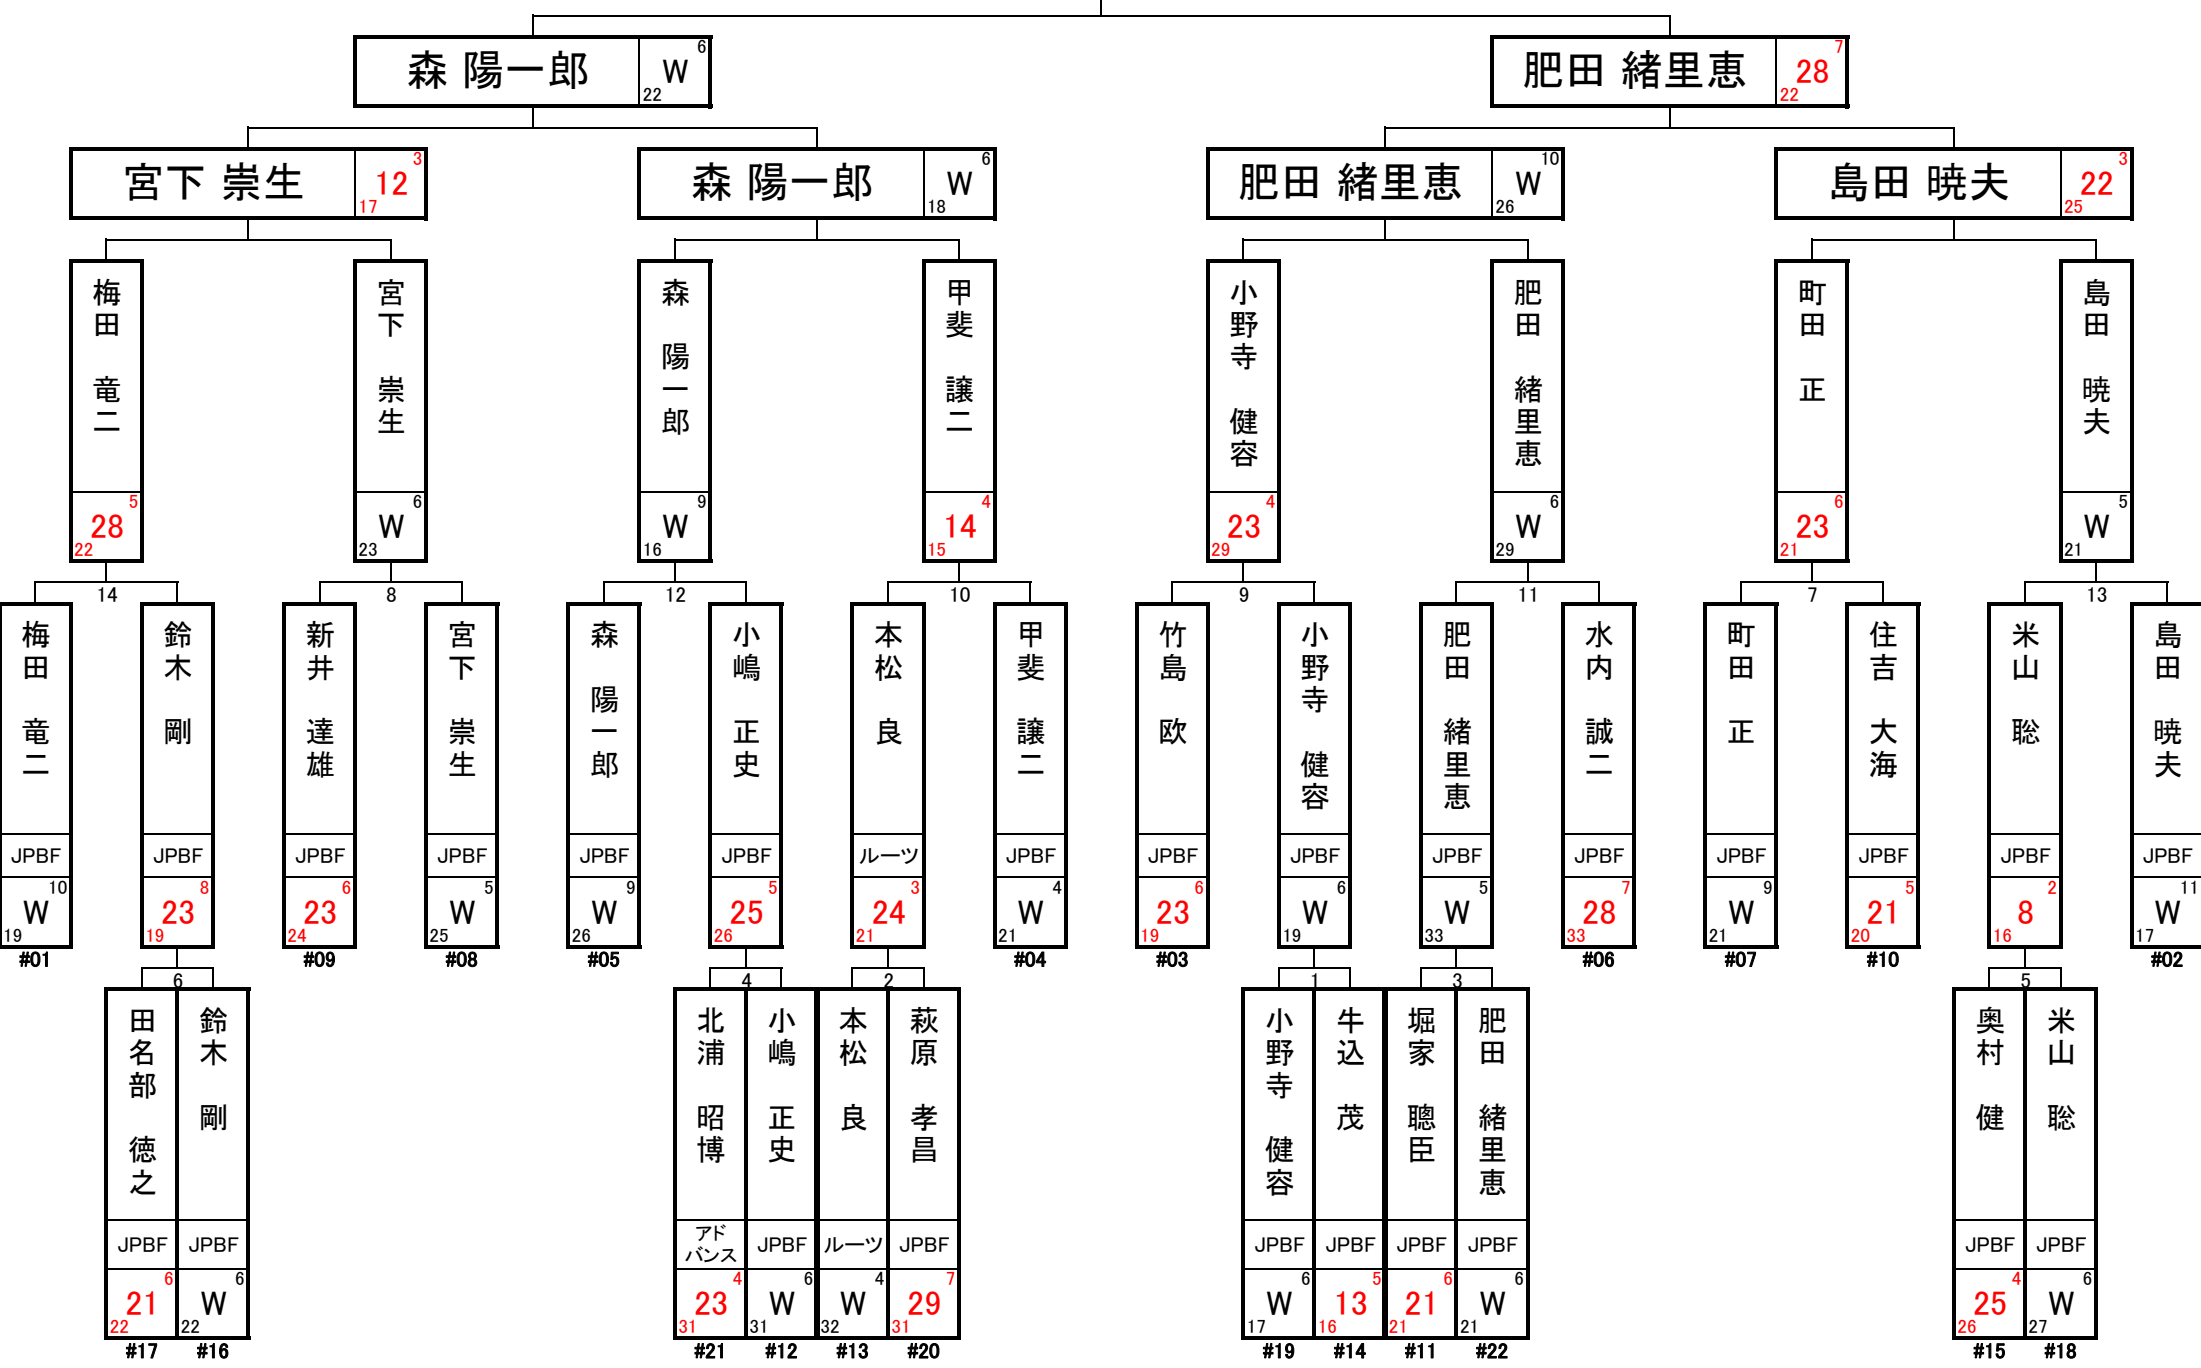 森 陽一郎 W 6 22
肥田 緒里恵 28 7 22
宮下 崇生 12 3 17
森 陽一郎 W 6 18
肥田 緒里恵 W 10 26
島田 暁夫 22 3 25
梅田 竜二 28 5 22
宮下 崇生 W 6 23
森 陽一郎 W 9 16
甲斐 譲二 14 4 15
小野寺 健容 23 4 29
肥田 緒里恵 W 6 29
町田 正 23 6 21
島田 暁夫 W 5 21
14
8
12
10
9
11
7
13
梅田 竜二 JPBF W 10 19 #01
鈴木 剛 JPBF 23 8 19
新井 達雄 JPBF 23 6 24 #09
宮下 崇生 JPBF W 5 25 #08
森 陽一郎 JPBF W 9 26 #05
小嶋 正史 JPBF 25 5 26
本松 良 ルーツ 24 3 21
甲斐 譲二 JPBF W 4 21 #04
竹島 欧 JPBF 23 6 19 #03
小野寺 健容 JPBF W 6 19
肥田 緒里恵 JPBF W 5 33
水内 誠二 JPBF 28 7 33 #06
町田 正 JPBF W 9 21 #07
住吉 大海 JPBF 21 5 20 #10
米山 聡 JPBF 8 2 16
島田 暁夫 JPBF W 11 17 #02
6
4
2
1
3
5
田名部 徳之 JPBF 21 6 22 #17
鈴木 剛 JPBF W 6 22 #16
北浦 昭博 アドバンス 23 4 31 #21
小嶋 正史 JPBF W 6 31 #12
本松 良 ルーツ W 4 32 #13
萩原 孝昌 JPBF 29 7 31 #20
小野寺 健容 JPBF W 6 17 #19
牛込 茂 JPBF 13 5 16 #14
堀家 聰臣 JPBF 21 6 21 #11
肥田 緒里恵 JPBF W 6 21 #22
奥村 健 JPBF 25 4 26 #15
米山 聡 JPBF W 6 27 #18